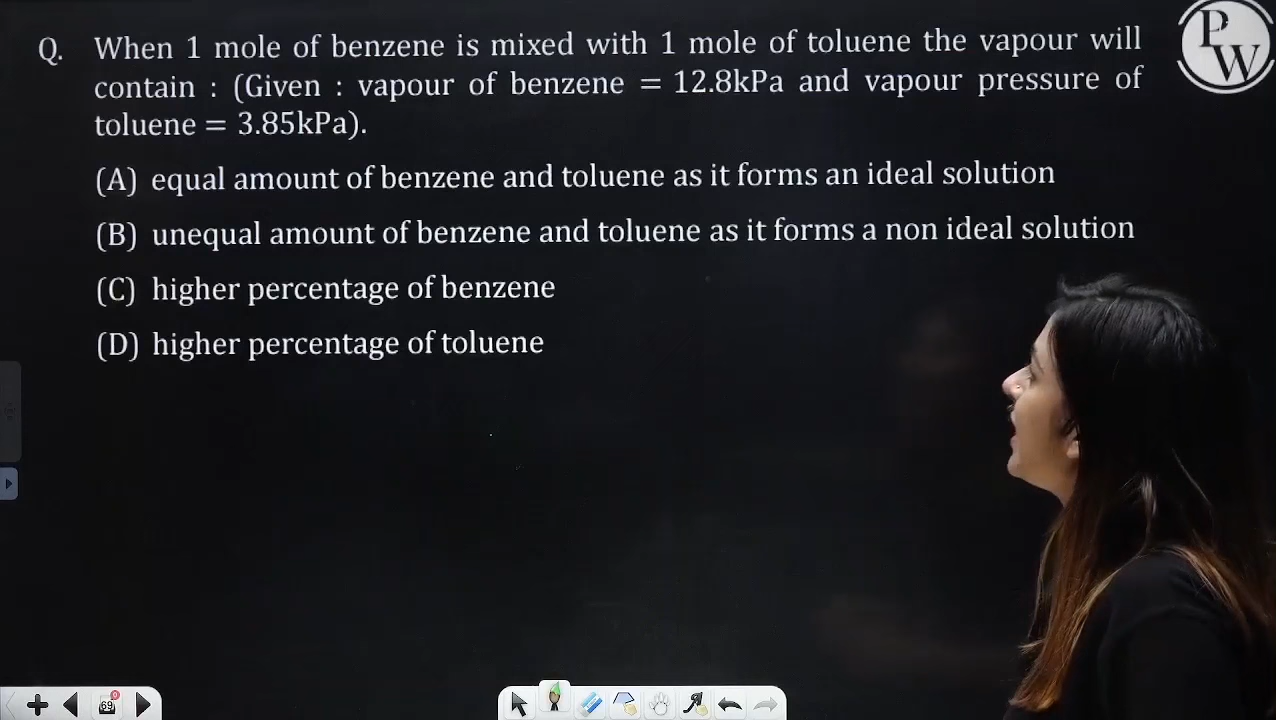 Q. When 1 mole of benzene is mixed with 1 mole of toluene the vapour will
contain : (Given : vapour of benzene = 12.8kPa and vapour pressure of
toluene = 3.85kPa).
(A) equal amount of benzene and toluene as it forms an ideal solution
(B) unequal amount of benzene and toluene as it forms a non ideal solution
(C) higher percentage of benzene
(D) higher percentage of toluene
P
W
69